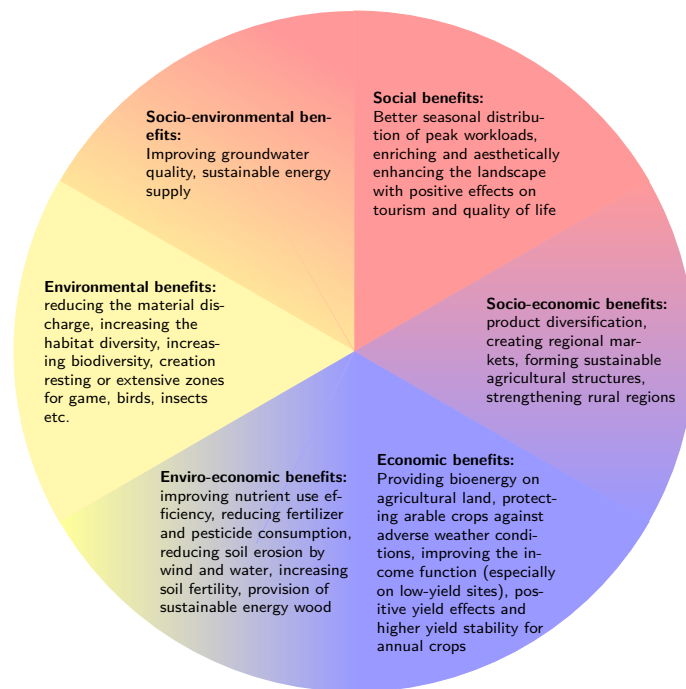 Social benefits:
Better seasonal distribu-
tion of peak workloads,
enriching and aesthetically
enhancing the landscape
with positive effects on
tourism and quality of life
Socio-environmental ben-
efits:
Improving groundwater
quality, sustainable energy
supply
Environmental benefits:
reducing the material dis-
charge, increasing the
habitat diversity, increas-
ing biodiversity, creation
resting or extensive zones
for game, birds, insects
etc.
Socio-economic benefits:
product diversification,
creating regional mar-
kets, forming sustainable
agricultural structures,
strengthening rural regions
Enviro-economic benefits:
improving nutrient use ef-
ficiency, reducing fertilizer
and pesticide consumption,
reducing soil erosion by
wind and water, increasing
soil fertility, provision of
sustainable energy wood
Economic benefits:
Providing bioenergy on
agricultural land, protect-
ing arable crops against
adverse weather condi-
tions, improving the in-
come function (especially
on low-yield sites), pos-
itive yield effects and
higher yield stability for
annual crops